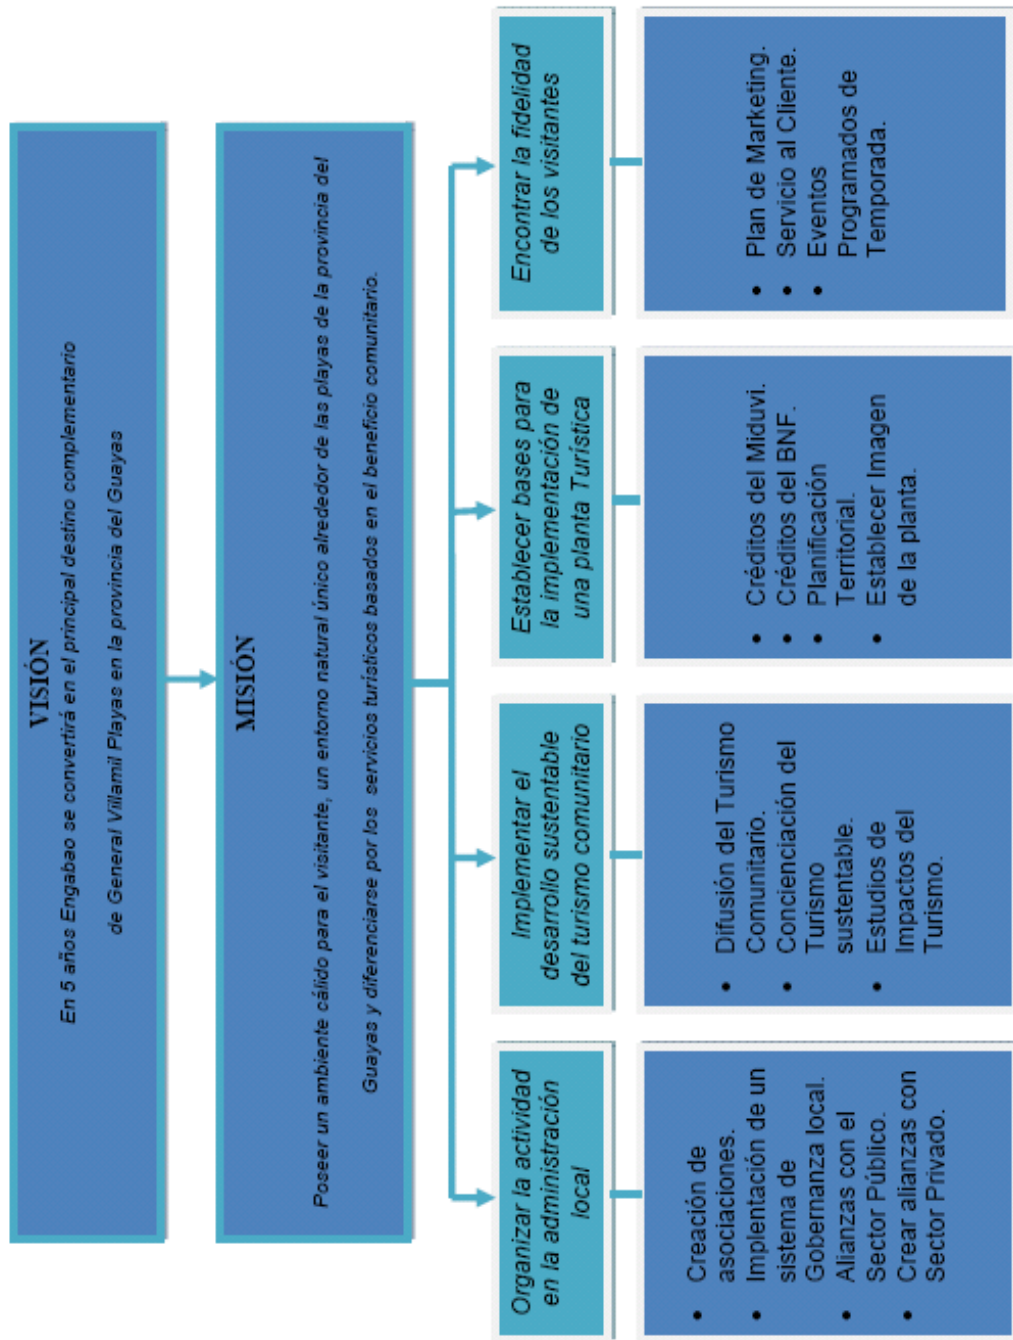 VISIÓN
En 5 años Engabao se convertirá en el principal destino complementario
de General Villamil Playas en la provincia del Guayas
MISIÓN
Poseer un ambiente cálido para el visitante, un entorno natural único alrededor de las playas de la provincia del
Guayas y diferenciarse por los servicios turísticos basados en el beneficio comunitario.
Organizar la actividad
en la administración
local
• Creación de
asociaciones.
• Implentación de un
sistema de
Gobernanza local.
• Alianzas con el
Sector Público.
• Crear alianzas con
Sector Privado.
Implementar el
desarrollo sustentable
del turismo comunitario
• Difusión del Turismo
Comunitario.
• Concienciación del
Turismo
sustentable.
• Estudios de
Impactos del
Turismo.
Establecer bases para
la implementación de
una planta Turística
• Créditos del Miduvi.
• Créditos del BNF.
• Planificación
Territorial.
• Establecer Imagen
de la planta.
Encontrar la fidelidad
de los visitantes
• Plan de Marketing.
• Servicio al Cliente.
• Eventos
Programados de
Temporada.